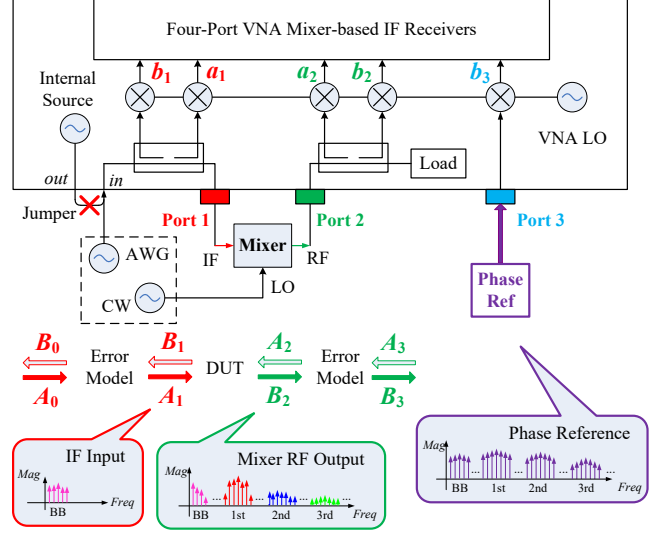 Four-Port VNA Mixer-based IF Receivers
b1 a1 a2 b2 b3
Internal
Source
VNA LO
Load
out in
Jumper
Port 1 Port 2 Port 3
AWG
IF Mixer RF
LO
CW
Phase
Ref
B0 B1 A2 A3
Error
Model
DUT
Error
Model
A0 A1 B2 B3
IF Input
Mag
Freq
BB
Mixer RF Output
Mag
... ... ... ...
Freq
BB 1st 2nd 3rd
Phase Reference
Mag
... ... ... ...
Freq
BB 1st 2nd 3rd